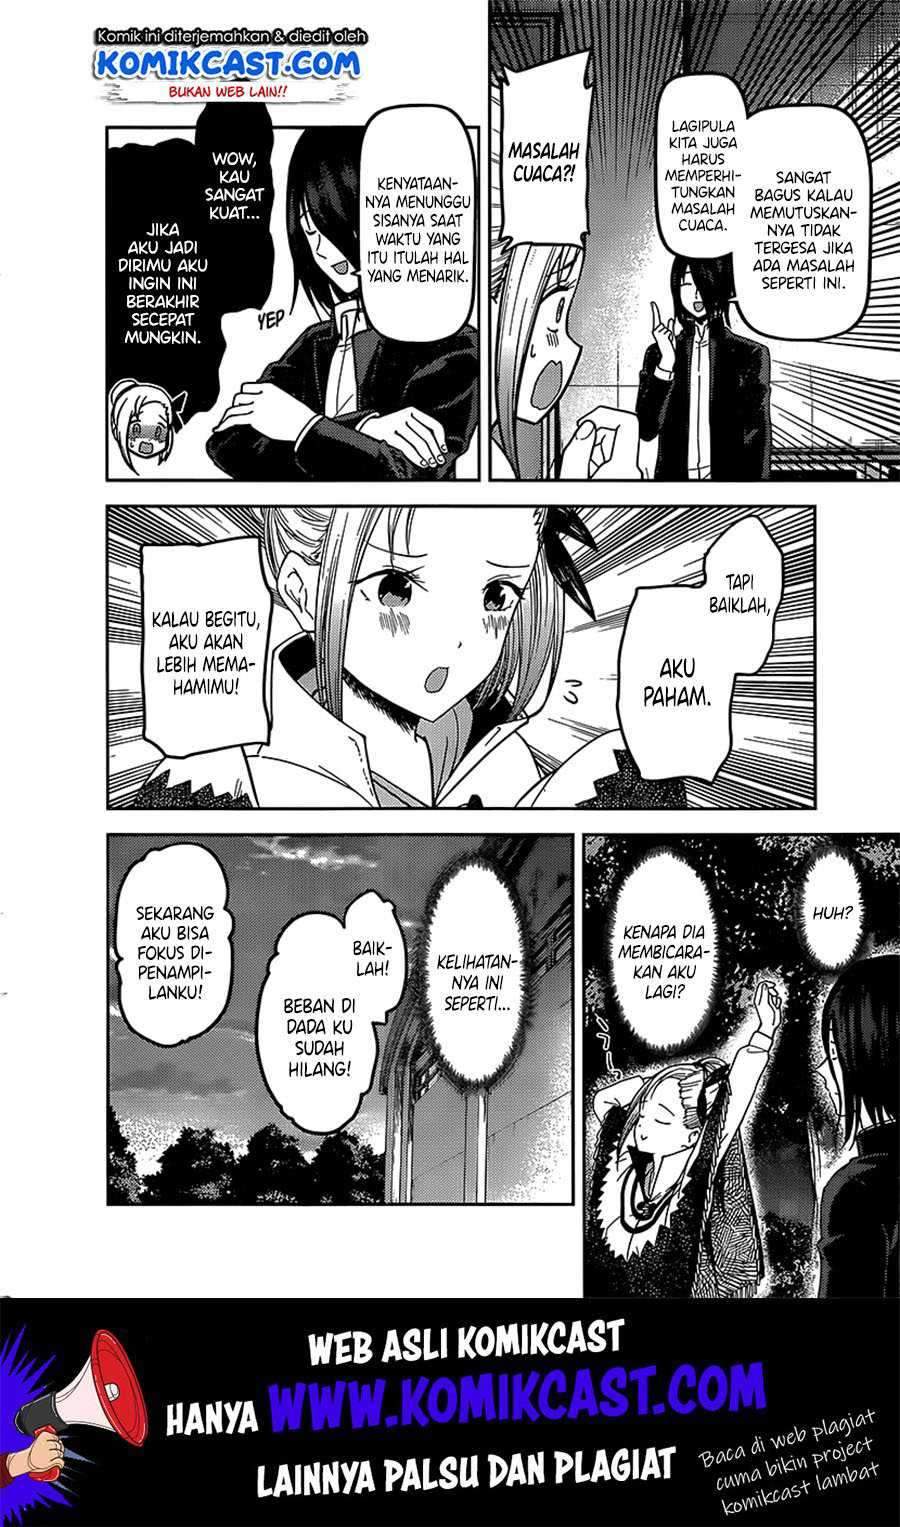 Komik ini diterjemahkan & diedit oleh
KOMIKCAST.COM
BUKAN WEB LAIN!!
SANGAT
BAGUS KALAU
MEMUTUSKAN-
NYA TIDAK
TERGESA JIKA
ADA MASALAH
SEPERTI INI.
LAGIPULA
KITA JUGA
HARUS
MEMPERHI-
TUNGKAN
MASALAH
CUACA.
MASALAH
CUACA?!
KENYATAAN-
NYA MENUNGGU
SISANYA SAAT
WAKTU YANG
ITU ITULAH HAL
YANG MENARIK.
YEP
WOW,
KAU
SANGAT
KUAT...
JIKA
AKU JADI
DIRIMU AKU
INGIN INI
BERAKHIR
SECEPAT
MUNGKIN.
TAPI
BAIKLAH,
AKU
PAHAM.
KALAU BEGITU,
AKU AKAN
LEBIH MEMA-
HAMIMU!
HUH?
KENAPA DIA
MEMBICARA-
KAN AKU
LAGI?
KELIHATAN-
NYA INI
SEPERTI...
BAIK-
LAH!
BEBAN DI
DADA KU
SUDAH
HILANG!
SEKARANG
AKU BISA
FOKUS DI-
PENAMPI-
LANKU!
WEB ASLI KOMIKCAST
HANYA WWW.KOMIKCAST.COM
LAINNYA PALSU DAN PLAGIAT
Baca di web plagiat
cuma bikin project
komikcast lambat